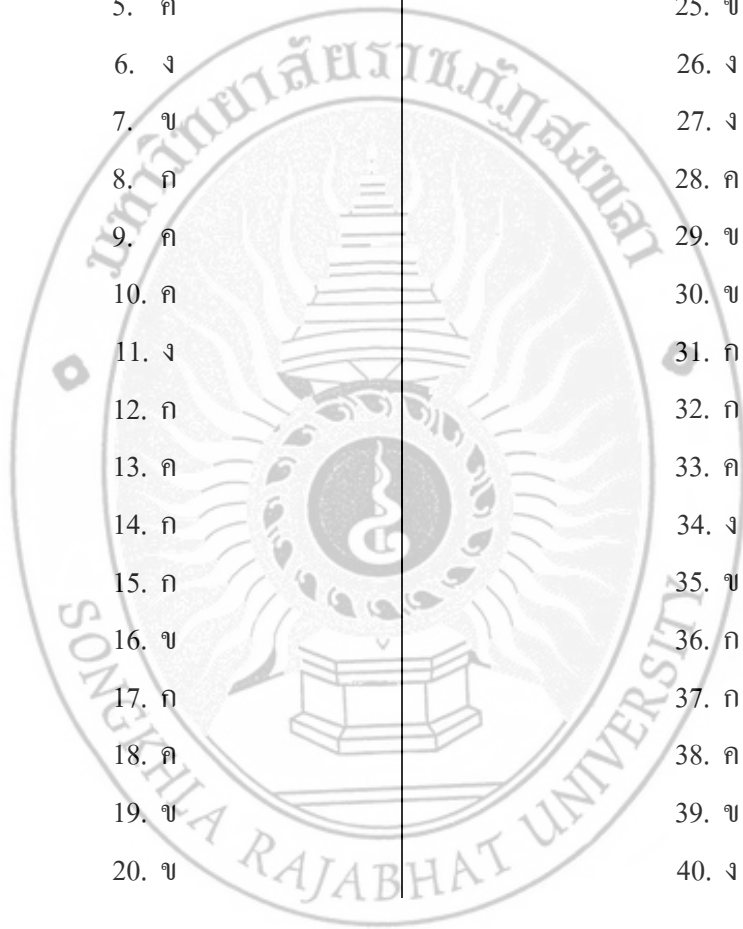 5. ค
6. ง
7. ข
8. ก
9. ค
10. ค
11. ง
12. ก
13. ค
14. ก
15. ก
16. ข
17. ก
18. ค
19. ข
20. ข
25. ข
26. ง
27. ง
28. ค
29. ข
30. ข
31. ก
32. ก
33. ค
34. ง
35. ข
36. ก
37. ก
38. ค
39. ข
40. ง
มหาวิทยาลัยราชภัฏสงขลา
SONGKHLA RAJABHAT UNIVERSITY